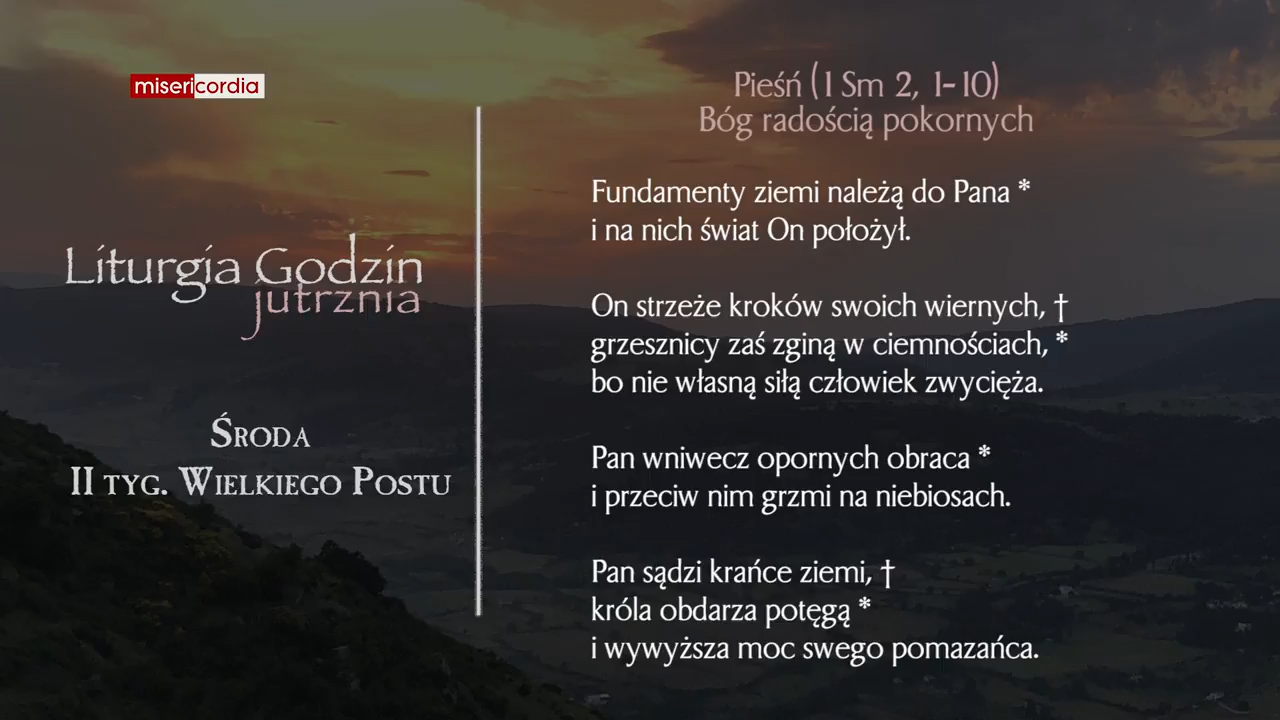 misericordia
Liturgia Godzin
jutrznia
Środa
II tyg. Wielkiego Postu
Pieśń (1 Sm 2, 1-10)
Bóg radością pokornych
Fundamenty ziemi należą do Pana *
i na nich świat On położył.
On strzeże kroków swoich wiernych, †
grzesznicy zaś zginą w ciemnościach, *
bo nie własną siłą człowiek zwycięża.
Pan wniwecz opornych obraca *
i przeciw nim grzmi na niebiosach.
Pan sądzi krańce ziemi, †
króla obdarza potęgą *
i wywyższa moc swego pomazańca.